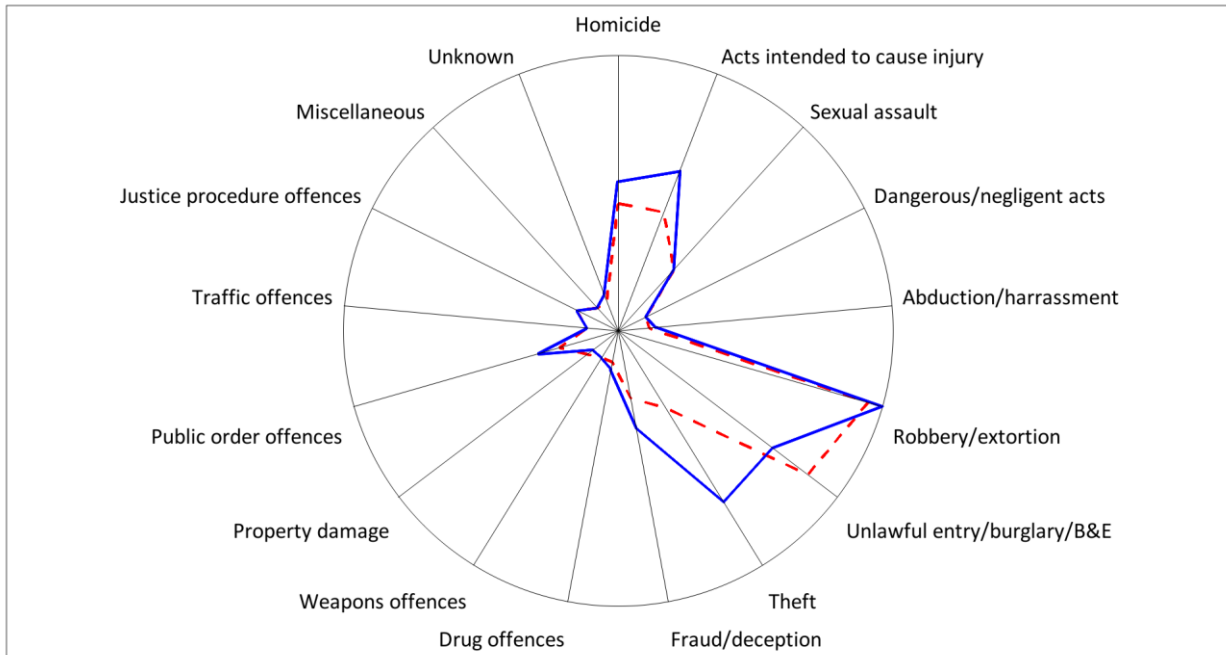 Homicide
Unknown
Acts intended to cause injury
Miscellaneous
Sexual assault
Justice procedure offences
Dangerous/negligent acts
Traffic offences
Abduction/harrassment
Public order offences
Robbery/extortion
Property damage
Unlawful entry/burglary/B&E
Weapons offences
Theft
Drug offences
Fraud/deception